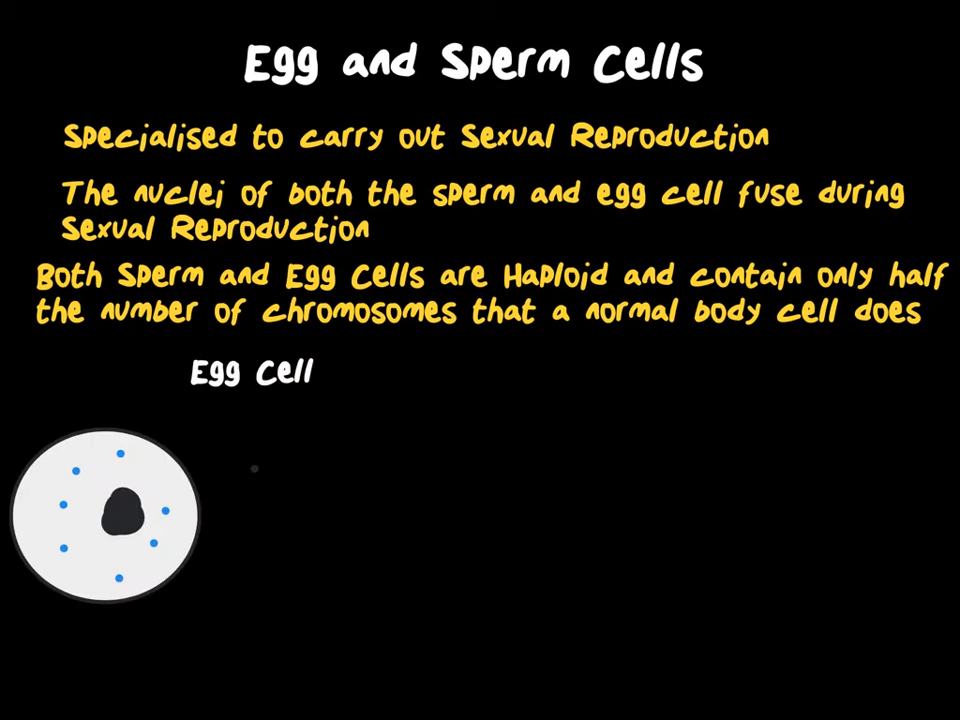 Egg and Sperm Cells
Specialised to carry out Sexual Reproduction
The nuclei of both the sperm and egg cell fuse during
Sexual Reproduction
Both Sperm and Egg Cells are Haploid and contain only half
the number of chromosomes that a normal body cell does
Egg Cell